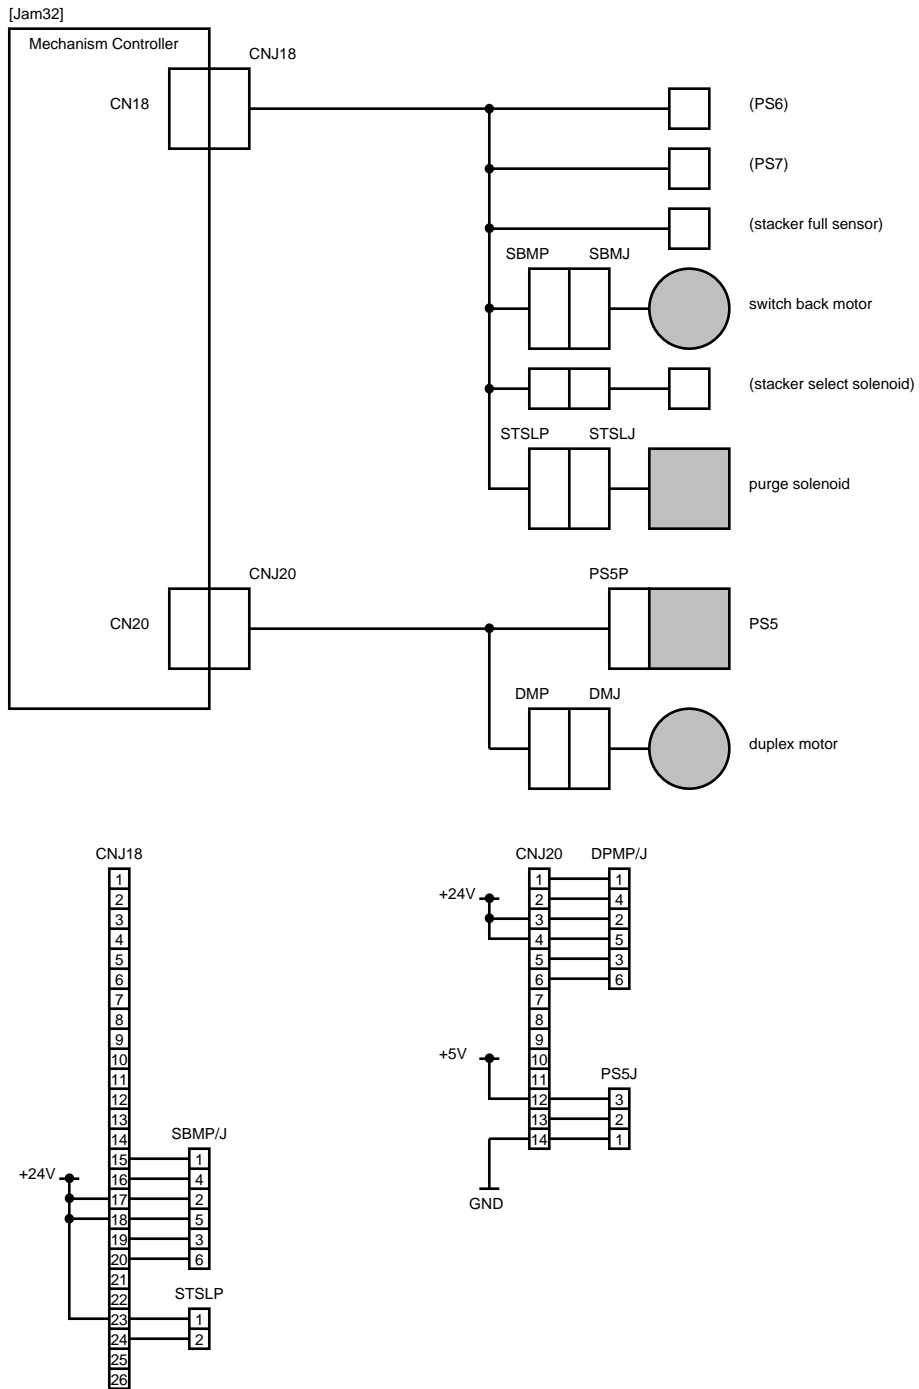 [Jam32]
Mechanism Controller
CNJ18
CN18
(PS6)
(PS7)
(stacker full sensor)
SBMP SBMJ
switch back motor
(stacker select solenoid)
STSLP STSLJ
purge solenoid
CNJ20 PS5P
CN20
PS5
DMP DMJ
duplex motor
CNJ18
1
2
3
4
5
6
7
8
9
10
11
12
13
14
15
16
17
18
19
20
21
22
23
24
25
26
+24V
SBMP/J
1
4
2
5
3
6
STSLP
1
2
CNJ20 DPMP/J
+24V
1 1
2 4
3 2
4 5
5 3
6 6
7
8
9
10
11
12
13
14
+5V
PS5J
3
2
1
GND